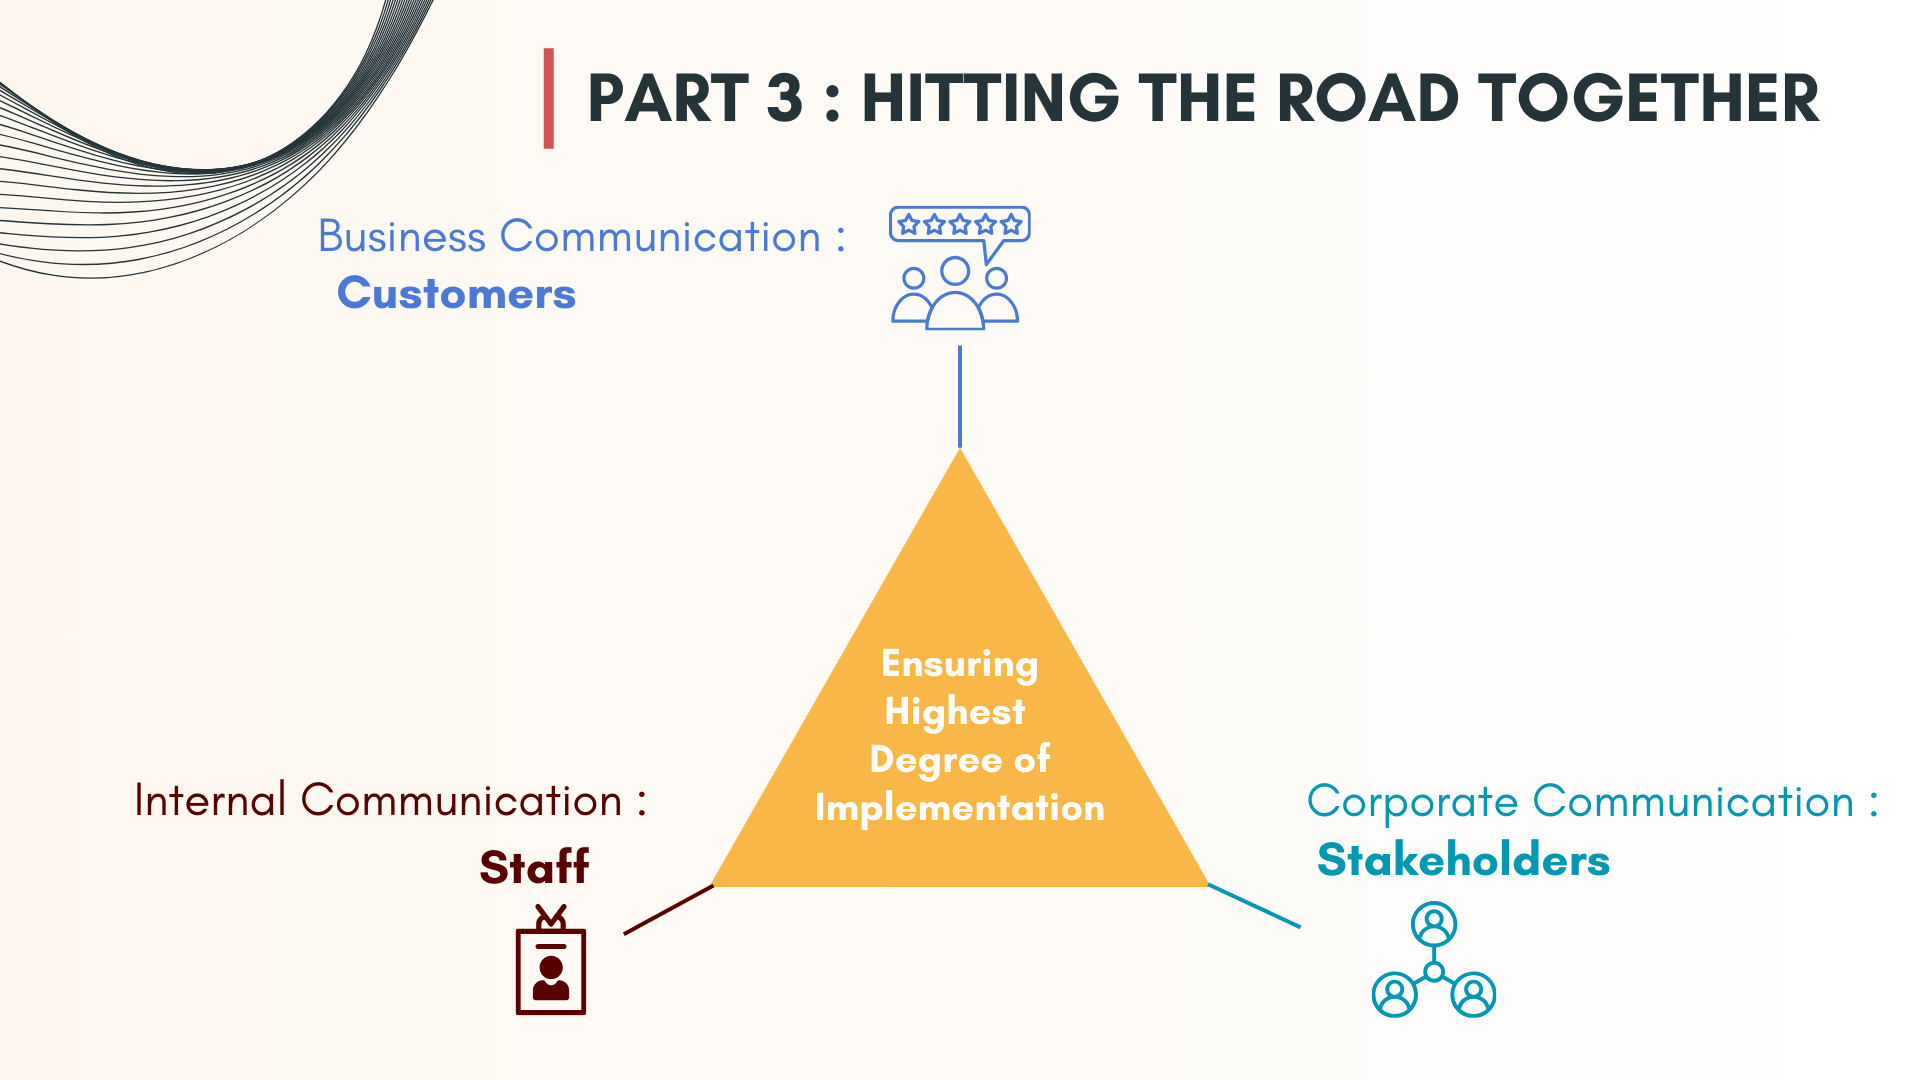 PART 3 : HITTING THE ROAD TOGETHER
Business Communication :
Customers
Ensuring
Highest
Degree of
Implementation
Internal Communication :
Staff
Corporate Communication :
Stakeholders